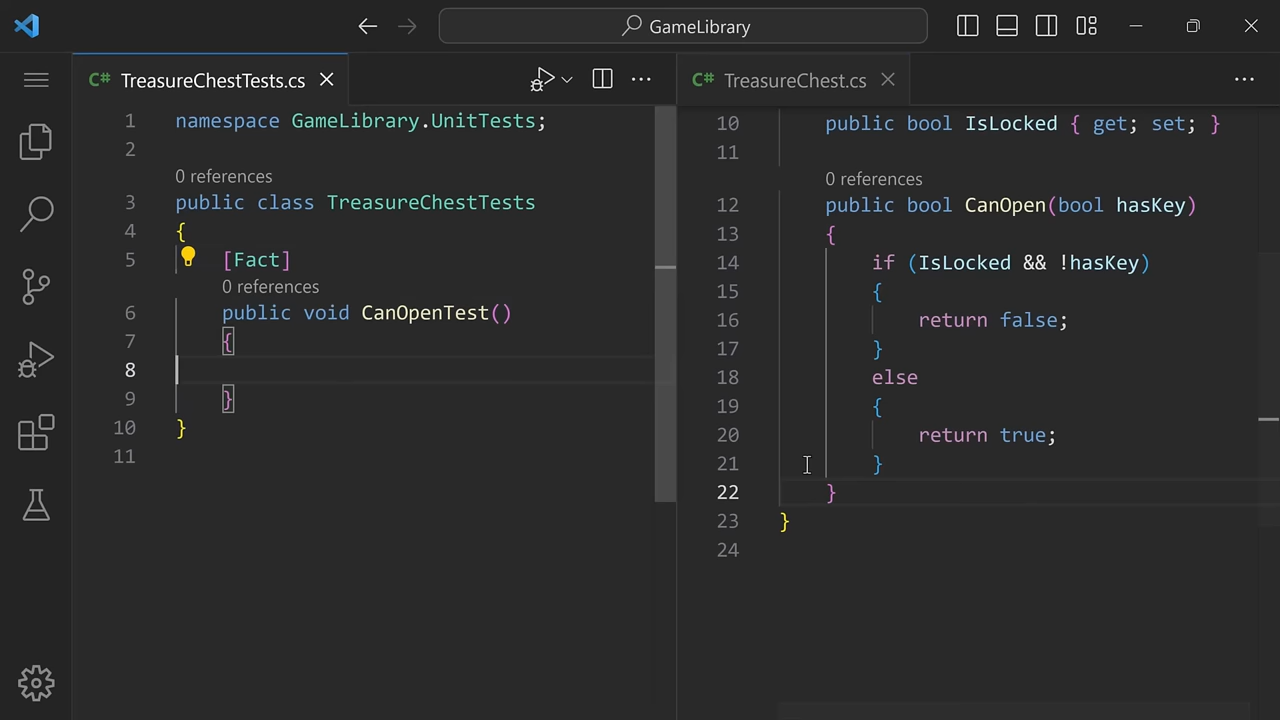 GameLibrary
C# TreasureChestTests.cs
1 namespace GameLibrary.UnitTests;
2
0 references
3 public class TreasureChestTests
4 {
5 [Fact]
0 references
6 public void CanOpenTest()
7 {
8
9 }
10 }
11
C# TreasureChest.cs
10 public bool IsLocked { get; set; }
11
0 references
12 public bool CanOpen(bool hasKey)
13 {
14 if (IsLocked && !hasKey)
15 {
16 return false;
17 }
18 else
19 {
20 return true;
21 }
22 }
23 }
24